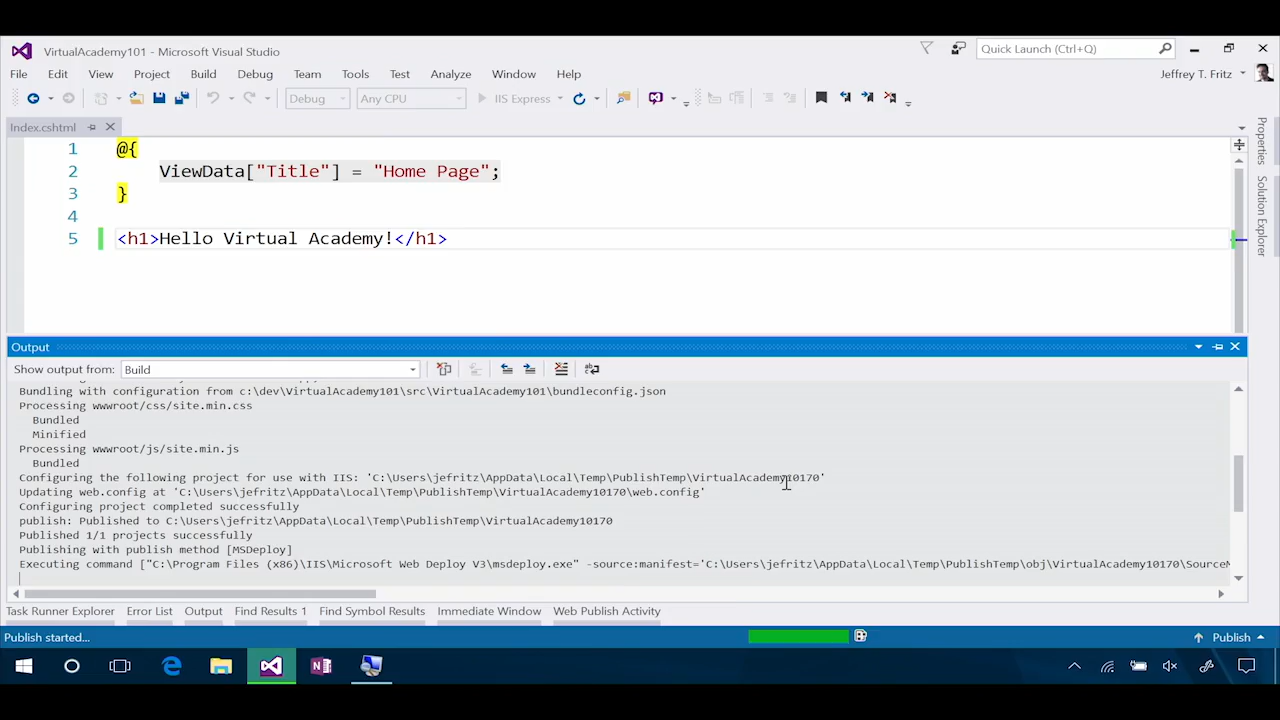 VirtualAcademy101 - Microsoft Visual Studio
Quick Launch (Ctrl+Q)
File Edit View Project Build Debug Team Tools Test Analyze Window Help
Jeffrey T. Fritz
Debug Any CPU IIS Express
Index.cshtml
1 @{
2 ViewData["Title"] = "Home Page";
3 }
4
5 <h1>Hello Virtual Academy!</h1>
Properties
Solution Explorer
Output
Show output from: Build
Bundling with configuration from c:\dev\VirtualAcademy101\src\VirtualAcademy101\bundleconfig.json
Processing wwwroot/css/site.min.css
Bundled
Minified
Processing wwwroot/js/site.min.js
Bundled
Configuring the following project for use with IIS: 'C:\Users\jefritz\AppData\Local\Temp\PublishTemp\VirtualAcademy10170'
Updating web.config at 'C:\Users\jefritz\AppData\Local\Temp\PublishTemp\VirtualAcademy10170\web.config'
Configuring project completed successfully
publish: Published to C:\Users\jefritz\AppData\Local\Temp\PublishTemp\VirtualAcademy10170
Published 1/1 projects successfully
Publishing with publish method [MSDeploy]
Executing command ["C:\Program Files (x86)\IIS\Microsoft Web Deploy V3\msdeploy.exe" -source:manifest='C:\Users\jefritz\AppData\Local\Temp\PublishTemp\obj\VirtualAcademy10170\SourceM
Task Runner Explorer Error List Output Find Results 1 Find Symbol Results Immediate Window Web Publish Activity
Publish started... Publish